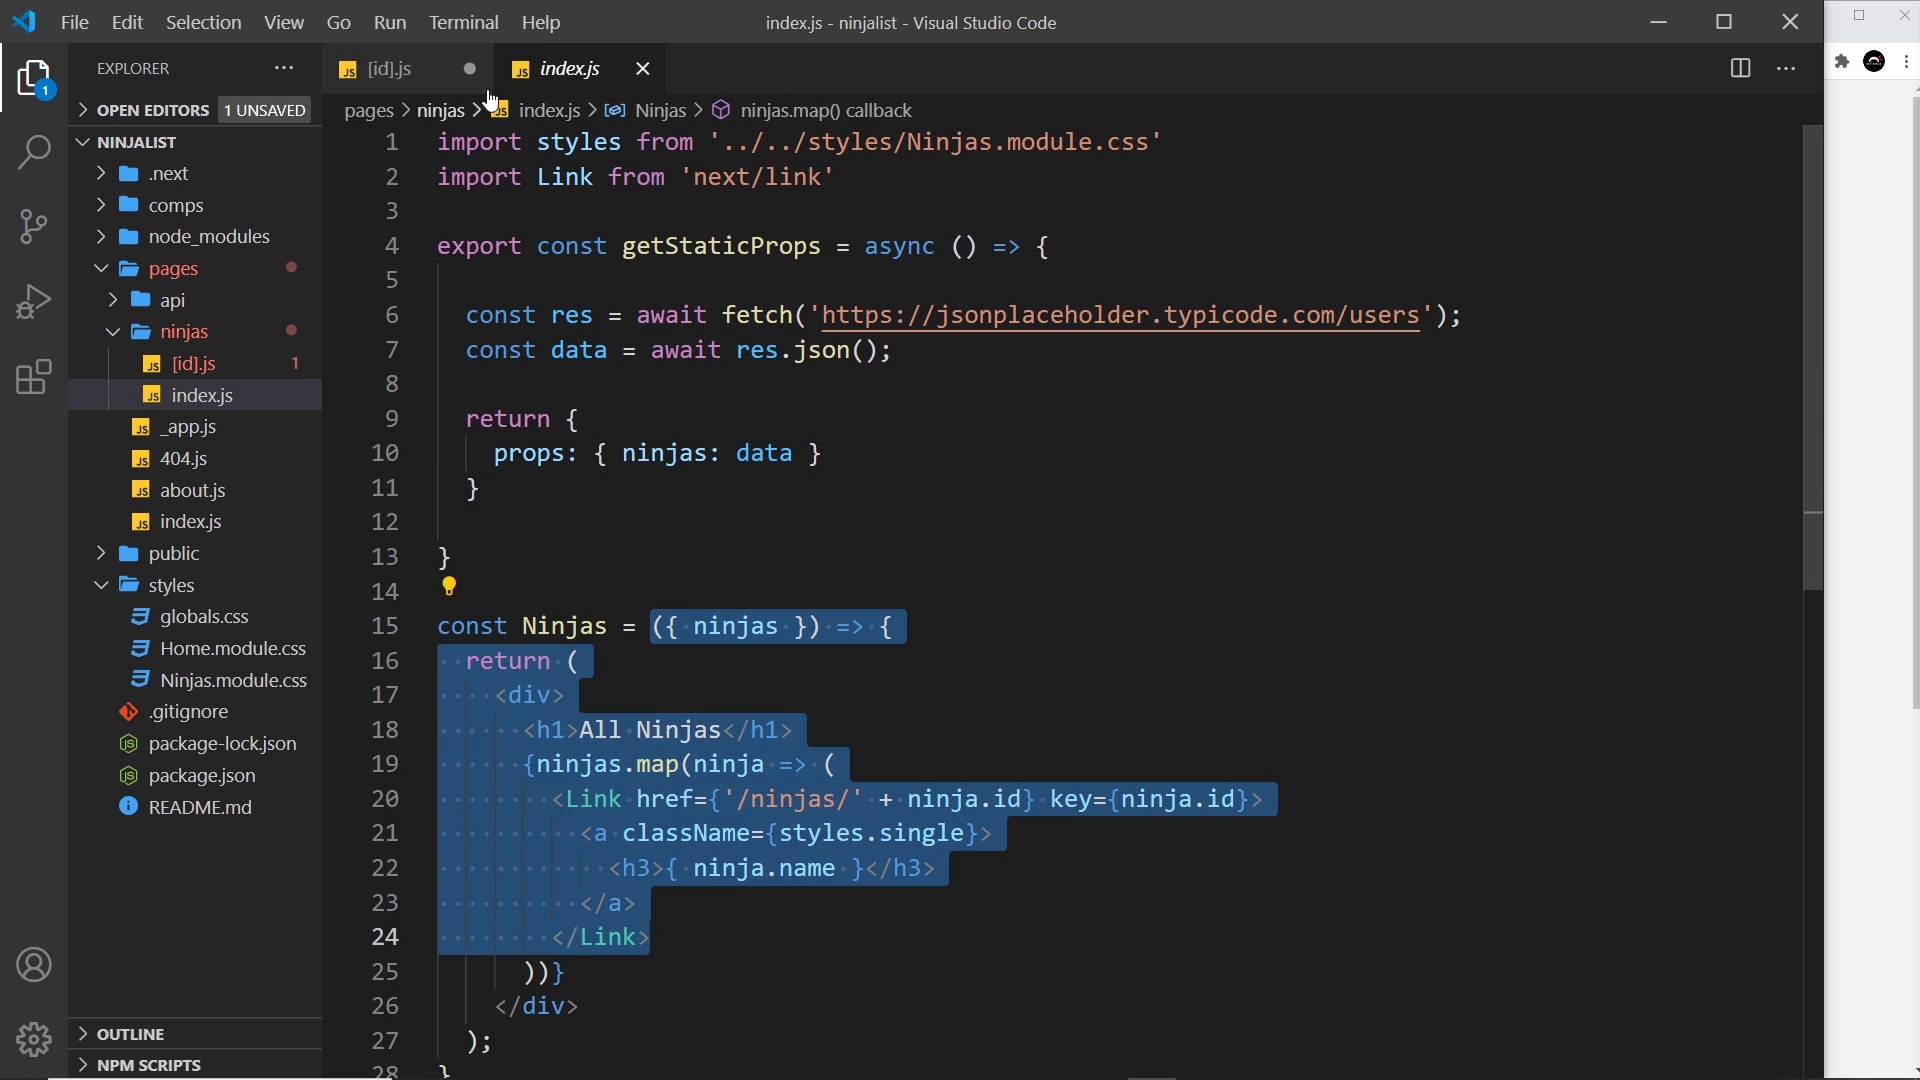 File Edit Selection View Go Run Terminal Help
index.js - ninjalist - Visual Studio Code
EXPLORER
[id].js
index.js
OPEN EDITORS 1 UNSAVED
pages > ninjas > JS index.js > Ninjas > ninjas.map() callback
NINJALIST
.next
comps
node_modules
pages
api
ninjas
JS [id].js 1
JS index.js
JS _app.js
JS 404.js
JS about.js
JS index.js
public
styles
globals.css
Home.module.css
Ninjas.module.css
.gitignore
package-lock.json
package.json
README.md
OUTLINE
NPM SCRIPTS
1
1 import styles from '../../styles/Ninjas.module.css'
2 import Link from 'next/link'
3
4 export const getStaticProps = async () => {
5
6 const res = await fetch('https://jsonplaceholder.typicode.com/users');
7 const data = await res.json();
8
9 return {
10 props: { ninjas: data }
11 }
12
13 }
14
15 const Ninjas = ({ ninjas }) => {
16 return (
17 <div>
18 <h1>All Ninjas</h1>
19 {ninjas.map(ninja => (
20 <Link href={'/ninjas/' + ninja.id} key={ninja.id}>
21 <a className={styles.single}>
22 <h3>{ ninja.name }</h3>
23 </a>
24 </Link>
25 ))}
26 </div>
27 );
28 }